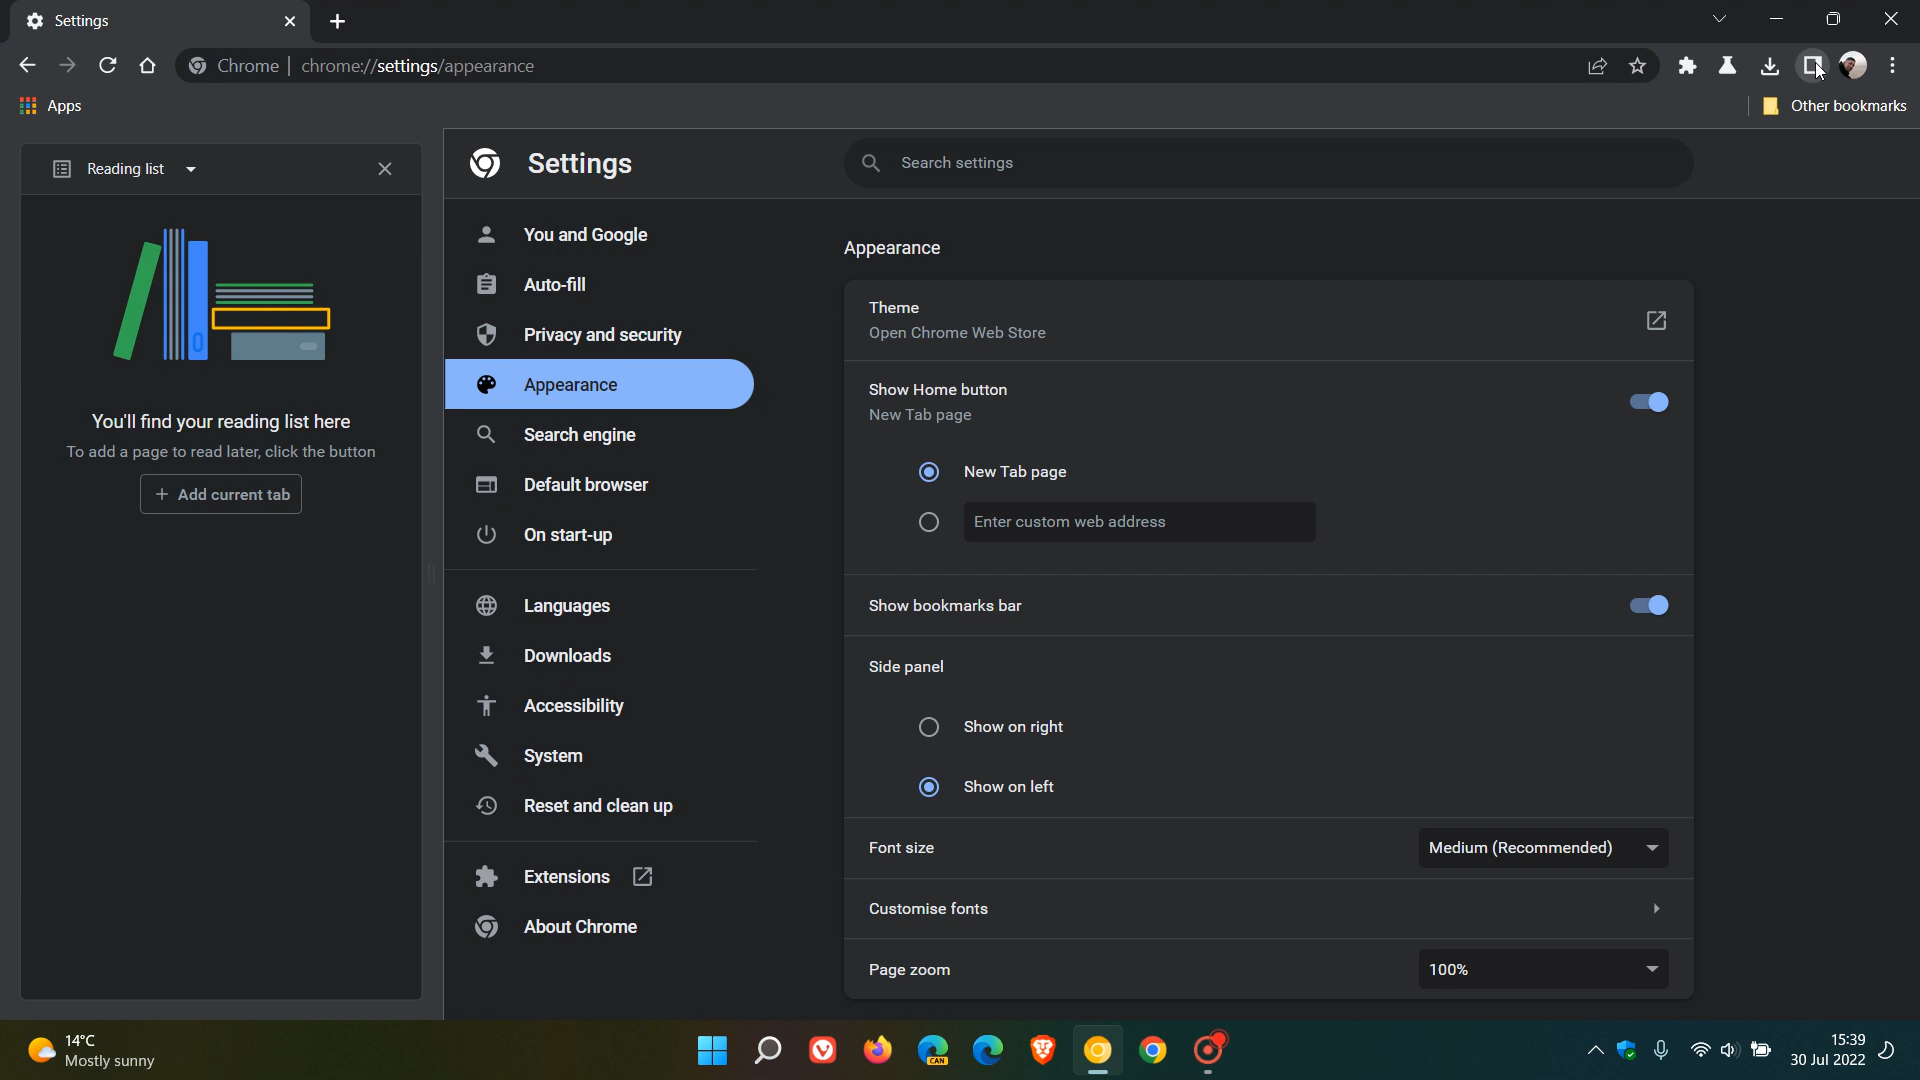 Settings
Chrome | chrome://settings/appearance
Apps
Other bookmarks
Reading list
You'll find your reading list here
To add a page to read later, click the button
+ Add current tab
Settings
Search settings
You and Google
Auto-fill
Privacy and security
Appearance
Search engine
Default browser
On start-up
Languages
Downloads
Accessibility
System
Reset and clean up
Extensions
About Chrome
Appearance
Theme
Open Chrome Web Store
Show Home button
New Tab page
New Tab page
Enter custom web address
Show bookmarks bar
Side panel
Show on right
Show on left
Font size
Medium (Recommended)
Customise fonts
Page zoom
100%
14°C
Mostly sunny
CAN
15:39
30 Jul 2022